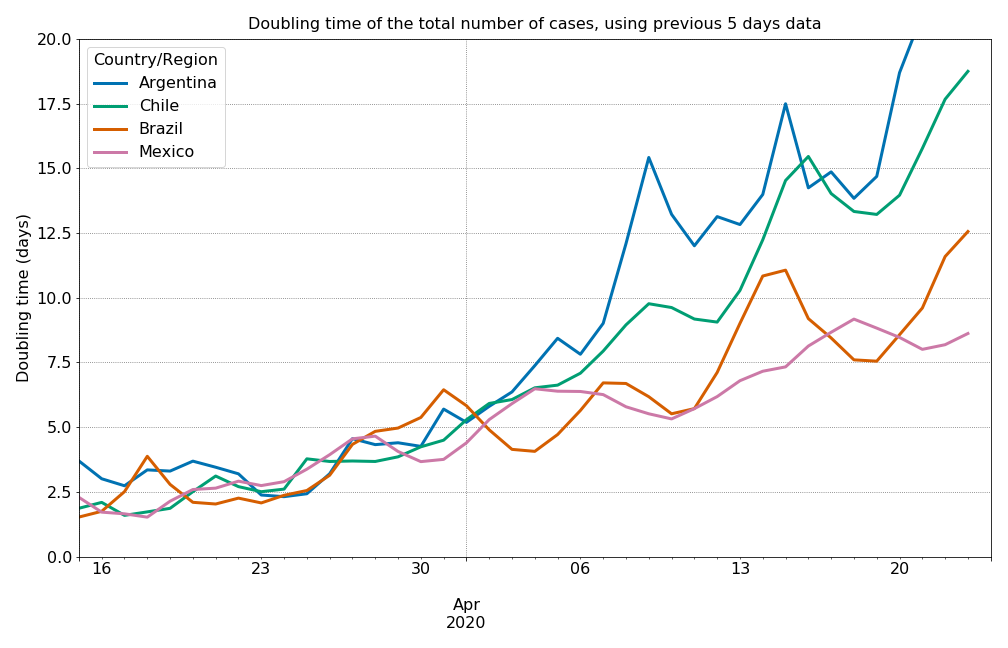 Doubling time of the total number of cases, using previous 5 days data
Country/Region
Argentina
Chile
Brazil
Mexico
Doubling time (days)
20.0
17.5
15.0
12.5
10.0
7.5
5.0
2.5
0.0
16 23 30 06 13 20
Apr
2020